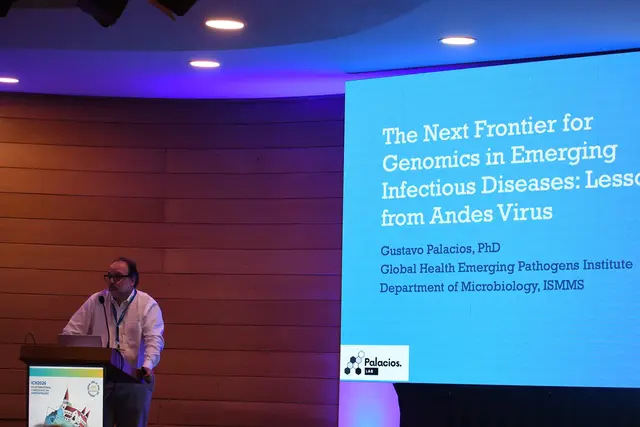 The Next Frontier for
Genomics in Emerging
Infectious Diseases: Lesso
from Andes Virus
Gustavo Palacios, PhD
Global Health Emerging Pathogens Institute
Department of Microbiology, ISMMS
Palacios.
LAB